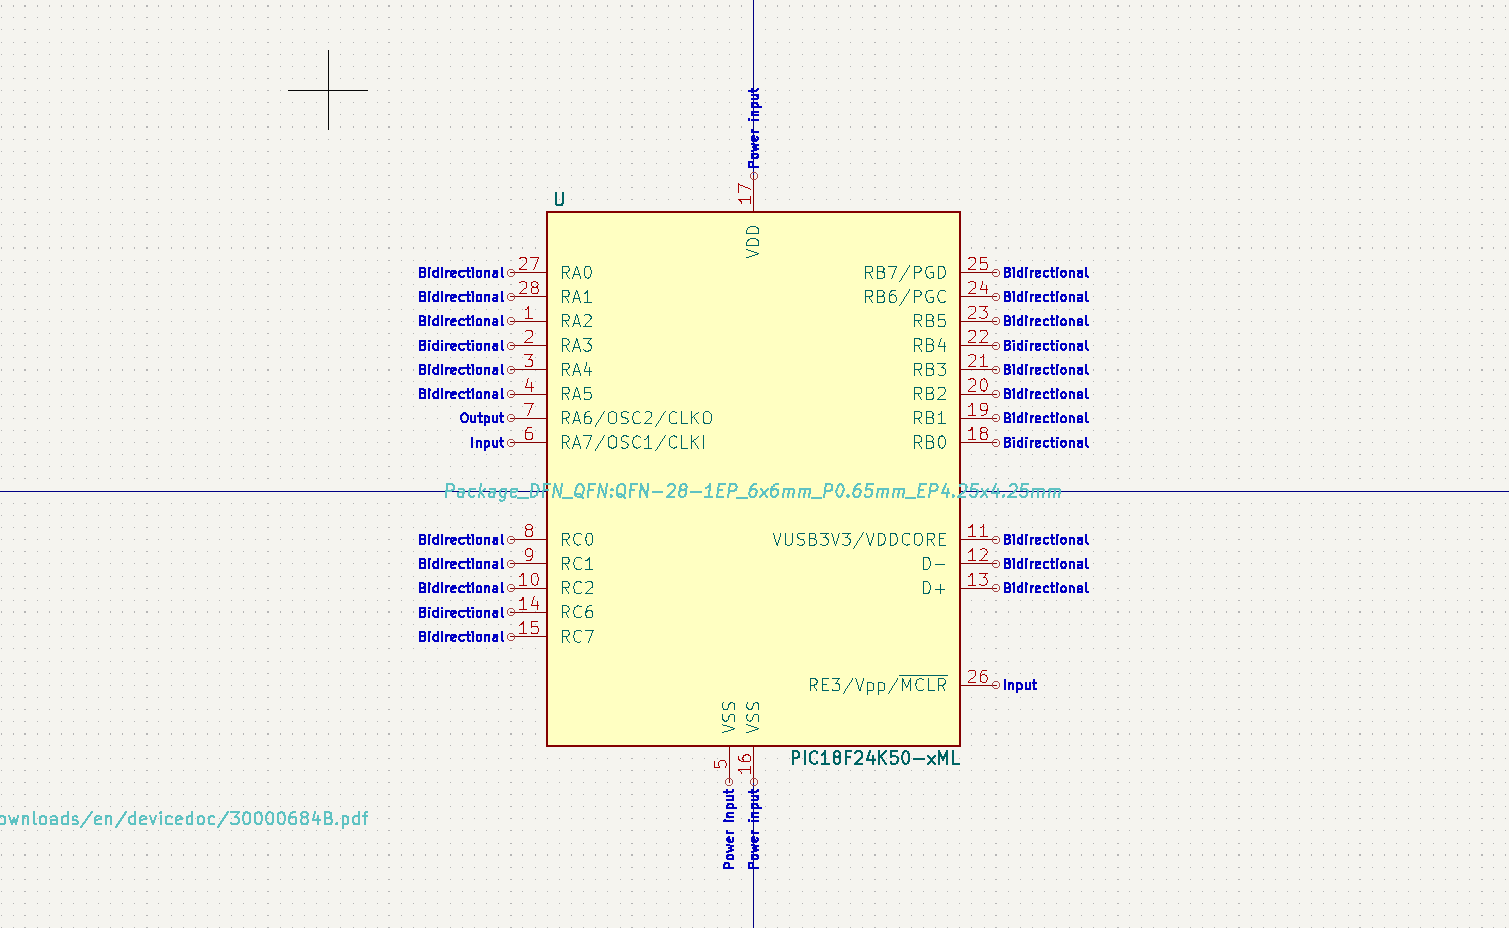 Power input
17
U
VDD
Bidirectional 27 RA0 RB7/PGD 25 Bidirectional
Bidirectional 28 RA1 RB6/PGC 24 Bidirectional
Bidirectional 1 RA2 RB5 23 Bidirectional
Bidirectional 2 RA3 RB4 22 Bidirectional
Bidirectional 3 RA4 RB3 21 Bidirectional
Bidirectional 4 RA5 RB2 20 Bidirectional
Output 7 RA6/OSC2/CLKO RB1 19 Bidirectional
Input 6 RA7/OSC1/CLKI RB0 18 Bidirectional
Package_DFN_QFN:QFN-28-1EP_6x6mm_P0.65mm_EP4.25x4.25mm
Bidirectional 8 RC0 VUSB3V3/VDDCORE 11 Bidirectional
Bidirectional 9 RC1 D- 12 Bidirectional
Bidirectional 10 RC2 D+ 13 Bidirectional
Bidirectional 14 RC6
Bidirectional 15 RC7
RE3/Vpp/MCLR 26 Input
VSS VSS
PIC18F24K50-xML
5 16
Power input Power input
ownloads/en/devicedoc/30000684B.pdf